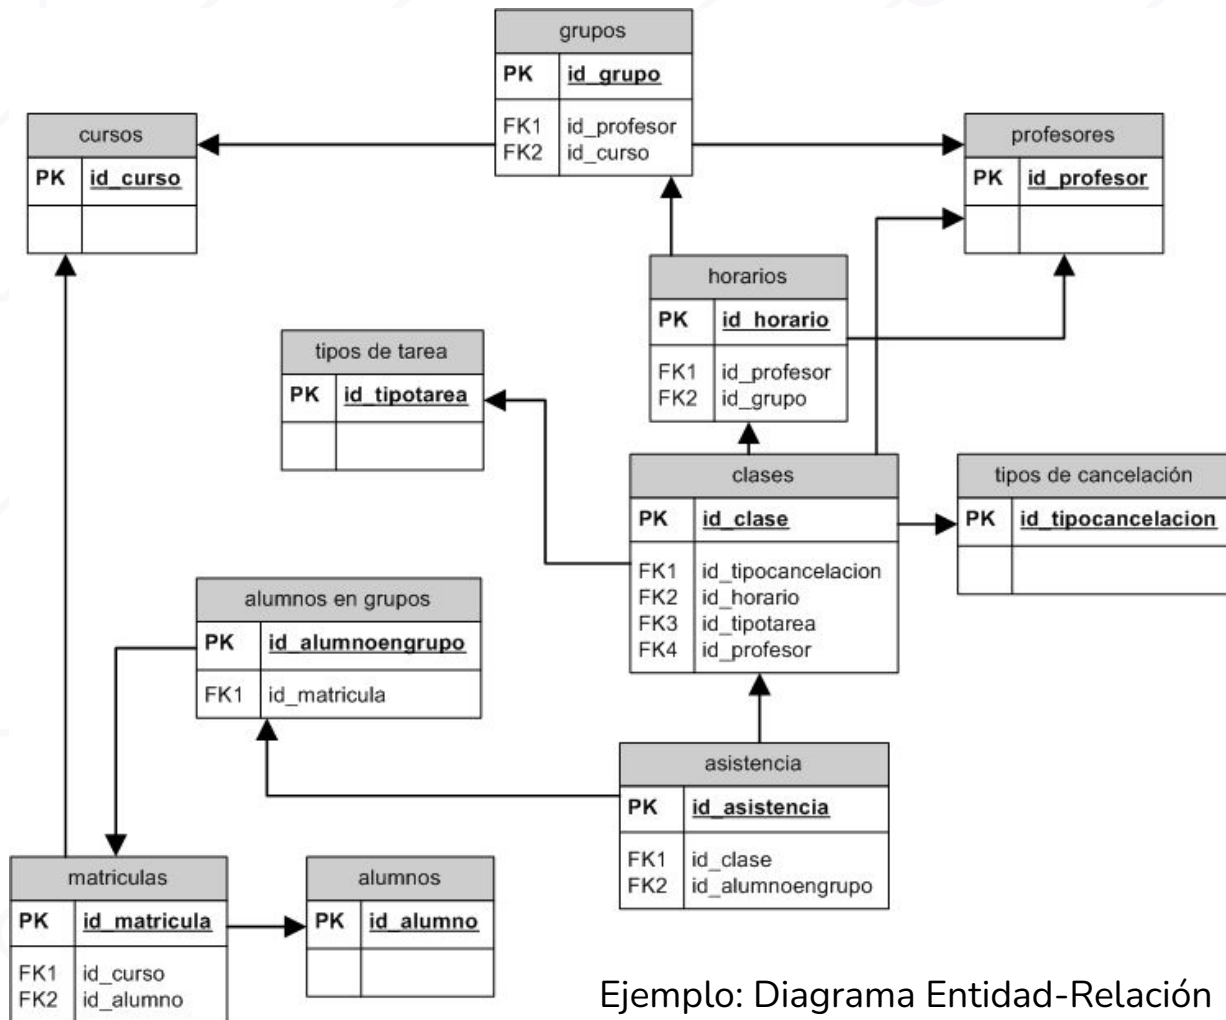 grupos
PK id_grupo
FK1 id_profesor
FK2 id_curso
cursos
PK id_curso
profesores
PK id_profesor
horarios
PK id_horario
FK1 id_profesor
FK2 id_grupo
tipos de tarea
PK id_tipotarea
clases
PK id_clase
FK1 id_tipocancelacion
FK2 id_horario
FK3 id_tipotarea
FK4 id_profesor
tipos de cancelación
PK id_tipocancelacion
alumnos en grupos
PK id_alumnoengrupo
FK1 id_matricula
asistencia
PK id_asistencia
FK1 id_clase
FK2 id_alumnoengrupo
matriculas
PK id_matricula
FK1 id_curso
FK2 id_alumno
alumnos
PK id_alumno
Ejemplo: Diagrama Entidad-Relación